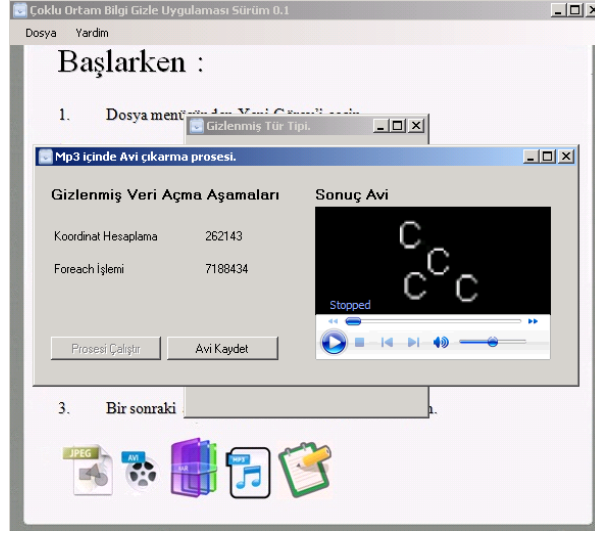 Çoklu Ortam Bilgi Gizle Uygulaması Sürüm 0.1
Dosya Yardim
Başlarken :
1. Dosya
Gizlenmiş Tür Tipi.
Mp3 içinde Avi çıkarma prosesi.
Gizlenmiş Veri Açma Aşamaları
Sonuç Avi
Koordinat Hesaplama 262143
Foreach İşlemi 7188434
C
C
C C
Stopped
Prosesi Çalıştır
Avi Kaydet
3. Bir sonraki
JPEG
AVI
MP3